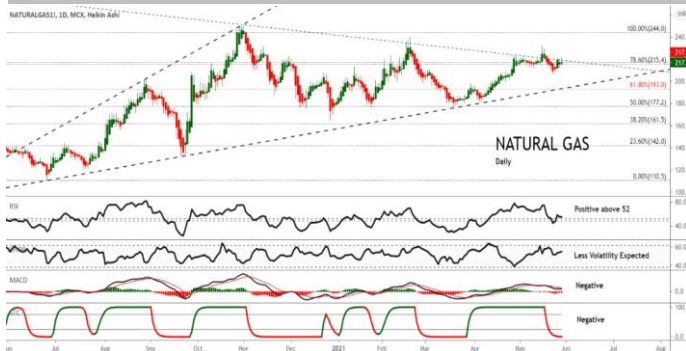 NATURALGAS1!, 1D, MCX, Heikin Ashi
INR
240.
100.00%(244.0)
217.
78.60%(215.4)
217.
200.
61.80%(193.0)
180.
50.00%(177.2)
38.20%(161.5)
160.
NATURAL GAS
23.60%(142.0)
140.
Daily
120.
0.00%(110.5)
100.
RSI
80.0
Positive above 52
40.0
60.0
Less Volatility Expected
40.0
MACD
Negative
0.0
100.
Negative
0.0
Jul Aug Sep Oct Nov Dec 2021 Feb Mar Apr May Jun Jul Aug